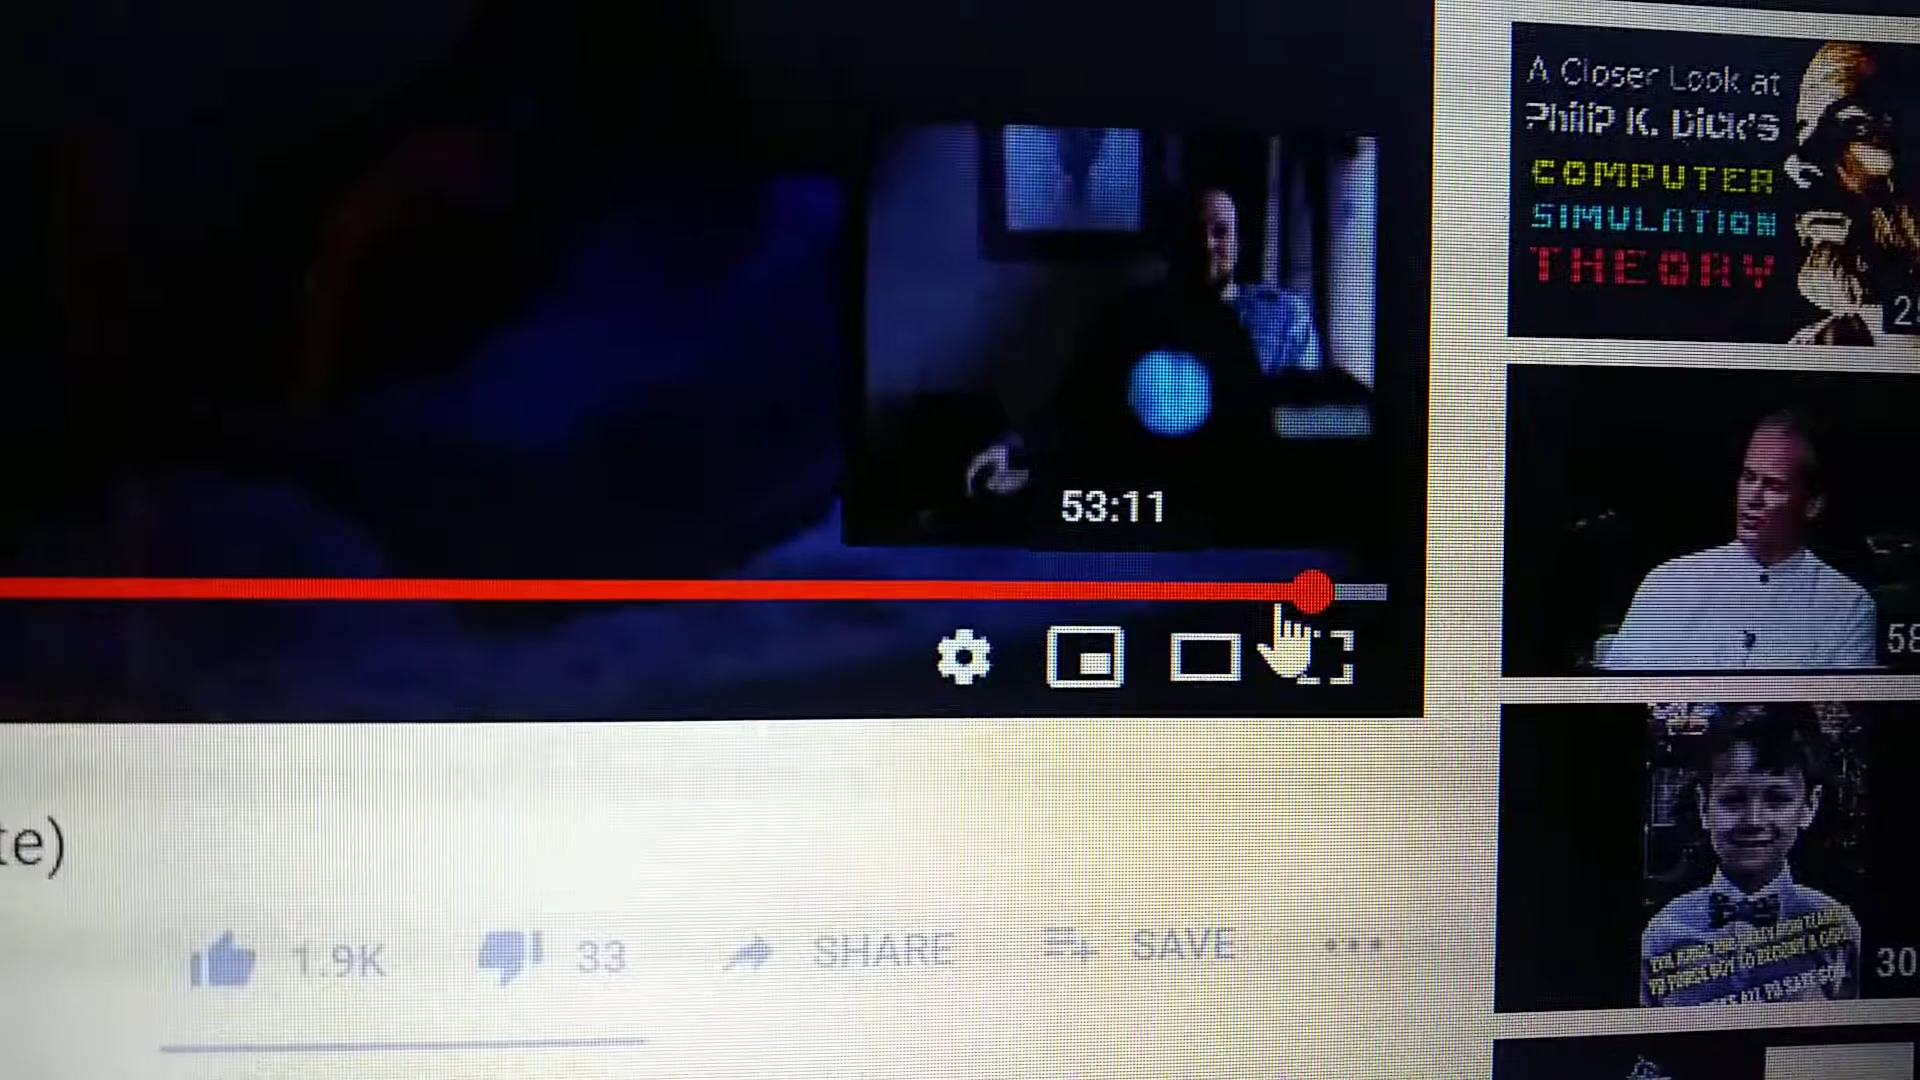 A Closer Look at
Philip K. Dick's
COMPUTER
SIMULATION
THEORY
53:11
te)
1.9K
33
SHARE
SAVE
58
30